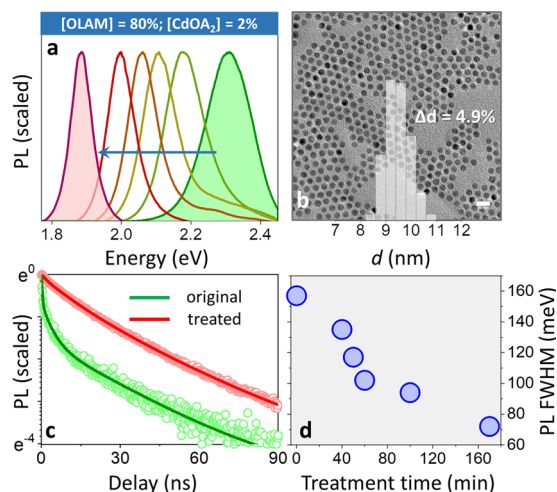 [OLAM] = 80%; [CdOA₂] = 2%
a
PL (scaled)
1.8 2.0 2.2 2.4
Energy (eV)
Δd = 4.9%
b
7 8 9 10 11 12
d (nm)
e⁰
original
treated
PL (scaled)
c
e⁻⁴
0 30 60 90
Delay (ns)
160
140
120
100
80
60
PL FWHM (meV)
d
0 40 80 120 160
Treatment time (min)